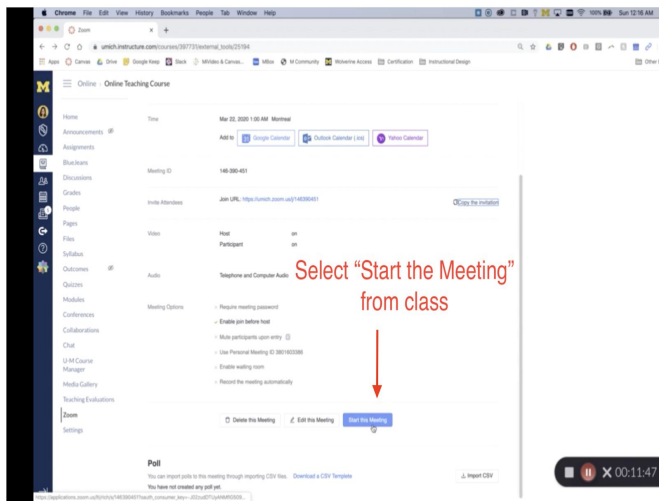 Chrome File Edit View History Bookmarks People Tab Window Help
100% Sun 12:16 AM
Zoom
umich.instructure.com/courses/397731/external_tools/25194
Apps Canvas Drive Google Keep Slack MiVideo & Canvas... MBox M Community Wolverine Access Certification Instructional Design Other
Online Online Teaching Course
Home
Announcements
Assignments
BlueJeans
Discussions
Grades
People
Pages
Files
Syllabus
Outcomes
Quizzes
Modules
Conferences
Collaborations
Chat
U-M Course
Manager
Media Gallery
Teaching Evaluations
Zoom
Settings
Time Mar 22, 2020 1:00 AM Montreal
Add to Google Calendar Outlook Calendar (.ics) Yahoo Calendar
Meeting ID 146-390-451
Invite Attendees Join URL: https://umich.zoom.us/j/146390451 Copy the invitation
Video Host on
Participant on
Audio Telephone and Computer Audio
Select “Start the Meeting”
from class
Meeting Options Require meeting password
Enable join before host
Mute participants upon entry
Use Personal Meeting ID 3801603386
Enable waiting room
Record the meeting automatically
Delete this Meeting Edit this Meeting Start this Meeting
Poll
You can import polls to this meeting through importing CSV files. Download a CSV Template Import CSV
You have not created any poll yet.
00:11:47